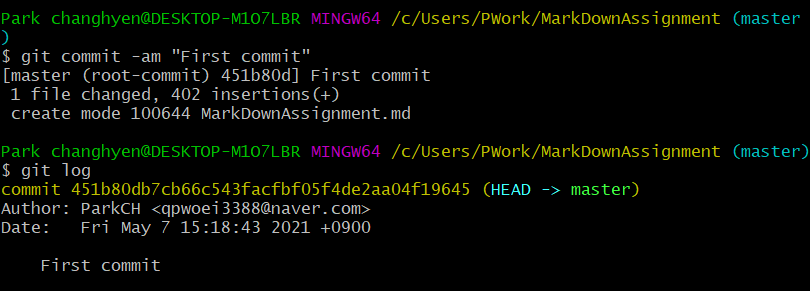 Park changhyen@DESKTOP-M1O7LBR MINGW64 /c/Users/PWork/MarkDownAssignment (master
)
$ git commit -am "First commit"
[master (root-commit) 451b80d] First commit
 1 file changed, 402 insertions(+)
 create mode 100644 MarkDownAssignment.md

Park changhyen@DESKTOP-M1O7LBR MINGW64 /c/Users/PWork/MarkDownAssignment (master)
$ git log
commit 451b80db7cb66c543facfbf05f4de2aa04f19645 (HEAD -> master)
Author: ParkCH <qpwoei3388@naver.com>
Date:   Fri May 7 15:18:43 2021 +0900

    First commit